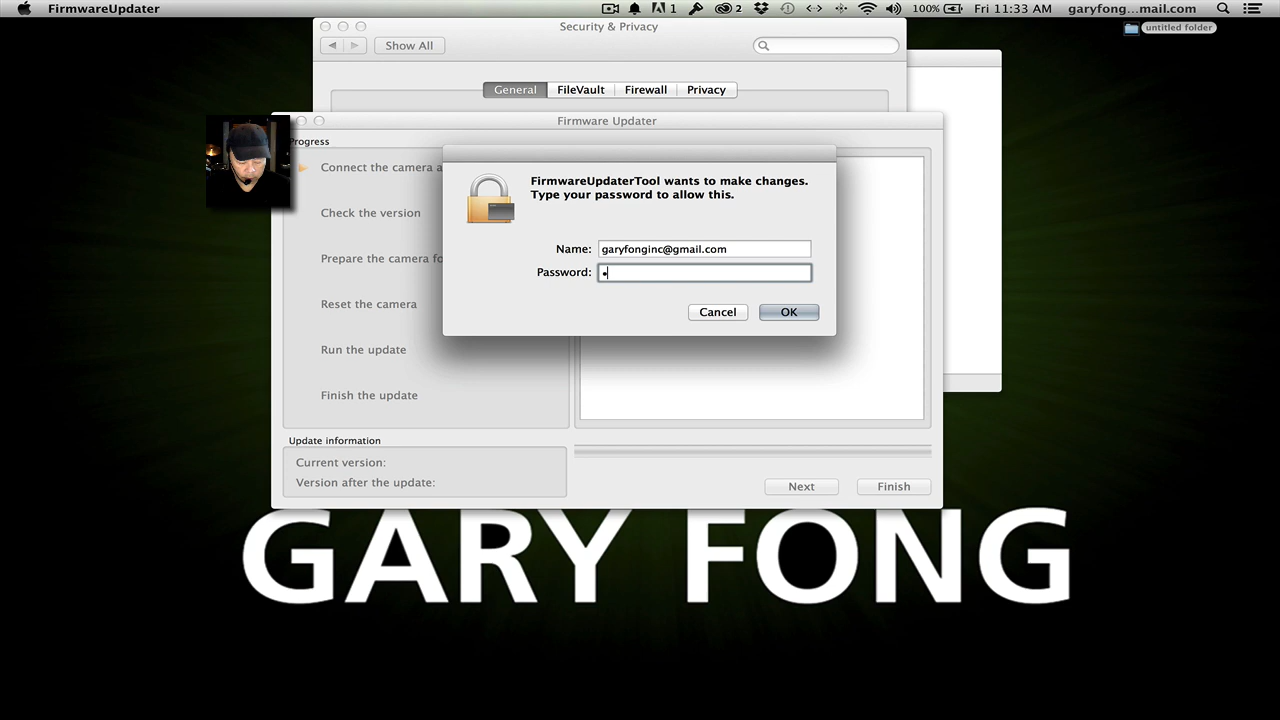 FirmwareUpdater
1
2
100%
Fri 11:33 AM
garyfong...mail.com
untitled folder
Security & Privacy
Show All
General
FileVault
Firewall
Privacy
Firmware Updater
Progress
Connect the camera a
Check the version
Prepare the camera fo
Reset the camera
Run the update
Finish the update
FirmwareUpdaterTool wants to make changes.
Type your password to allow this.
Name: garyfonginc@gmail.com
Password: •
Cancel
OK
Update information
Current version:
Version after the update:
Next
Finish
GARY FONG